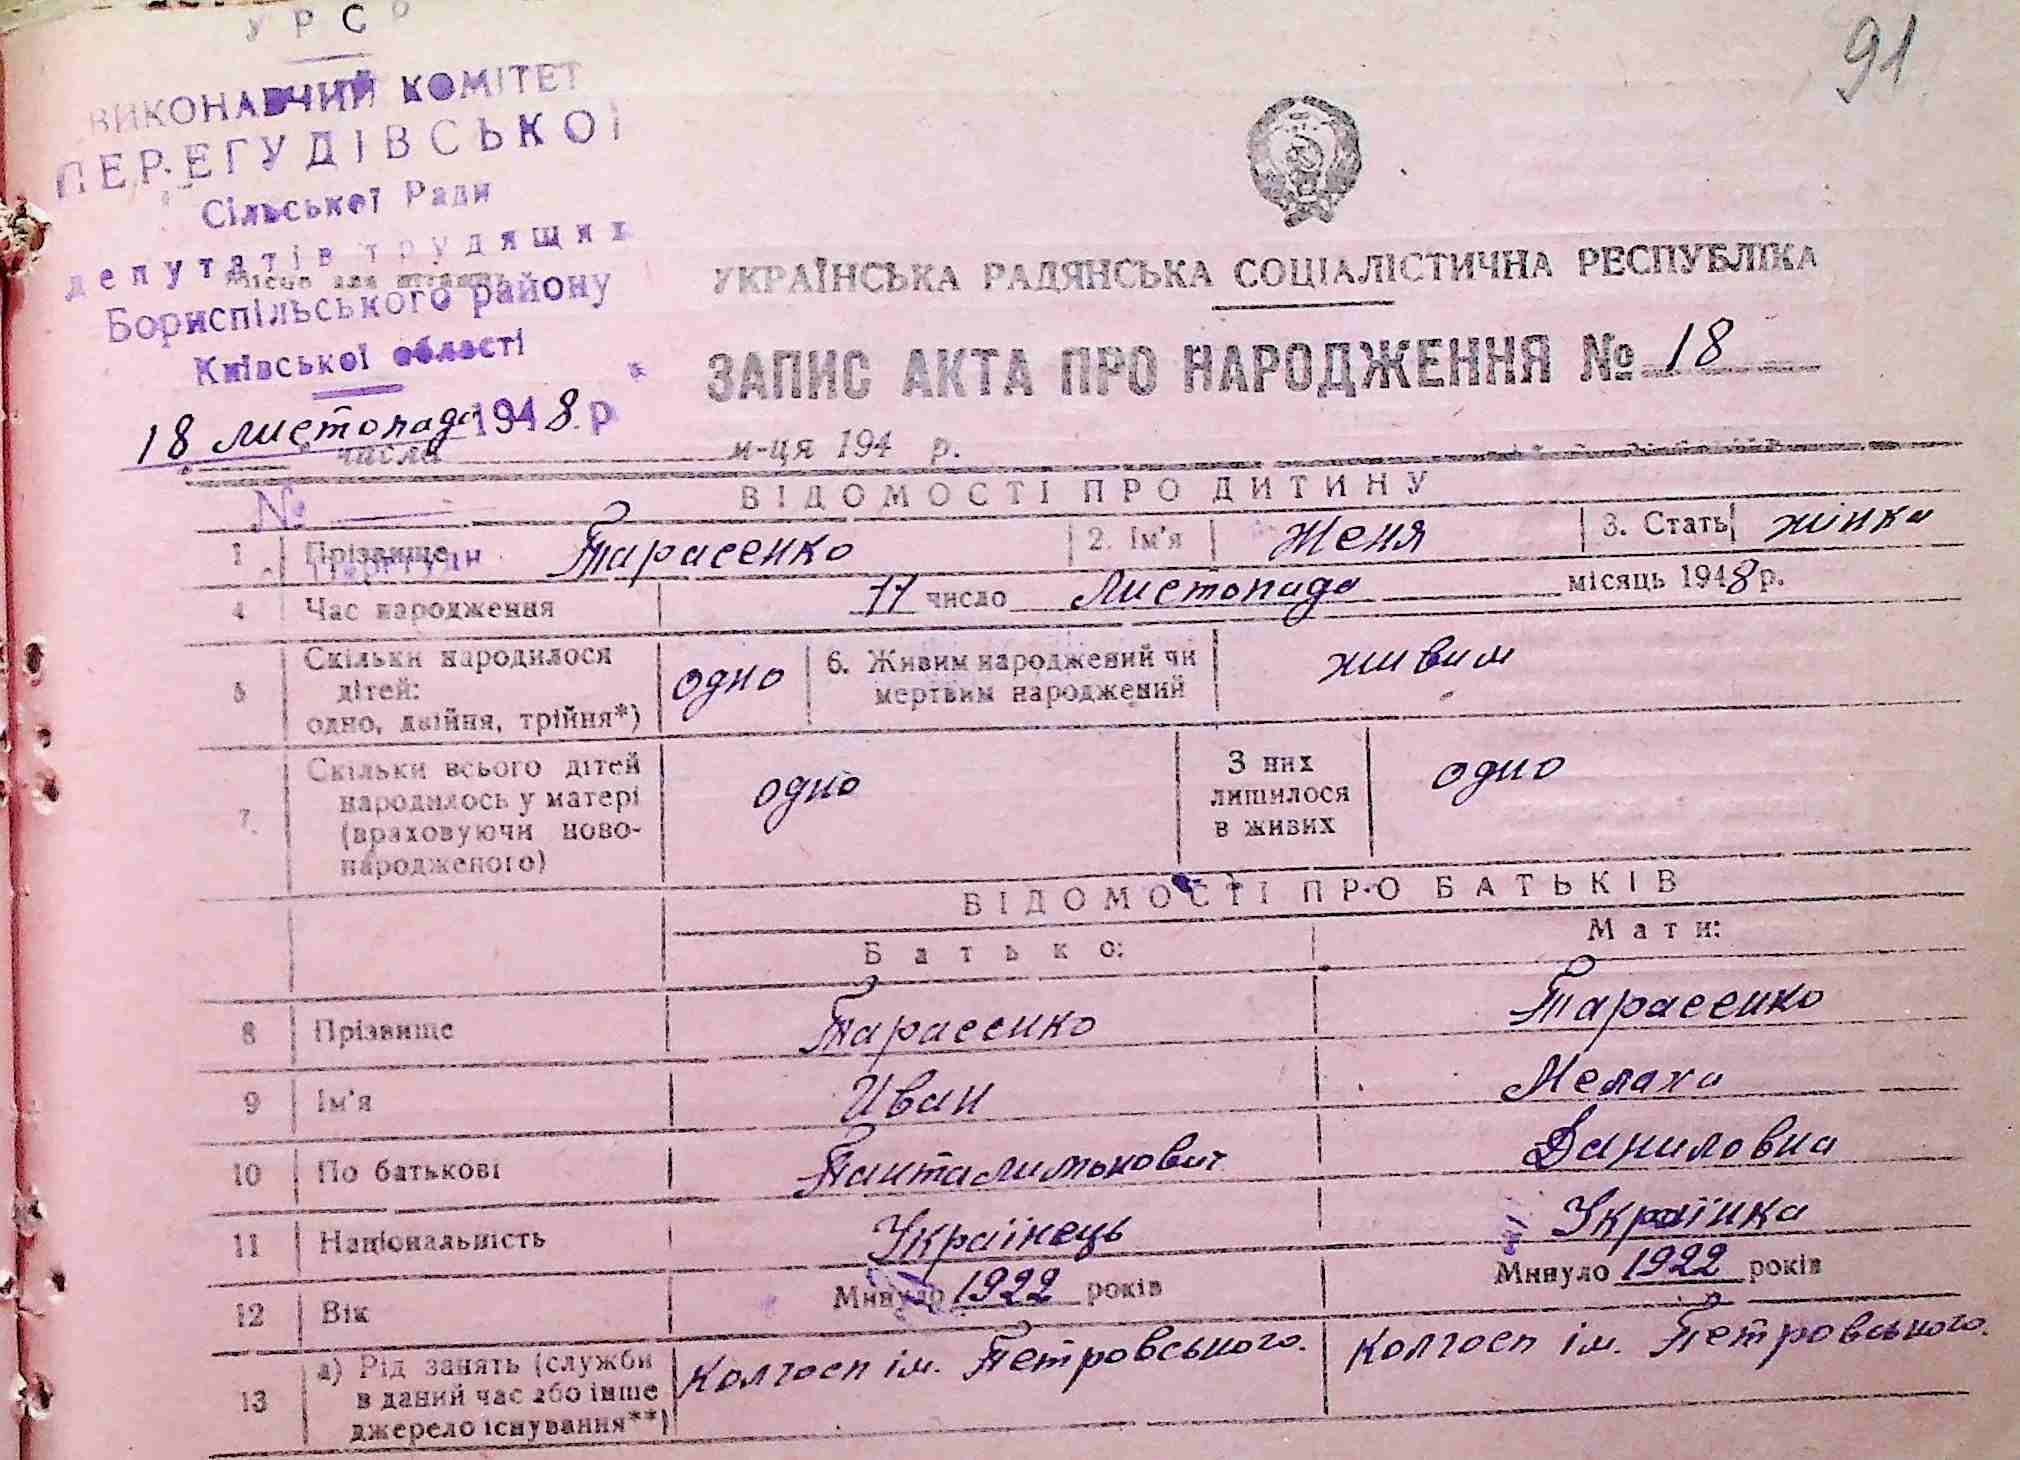 91
УРСР
ВИКОНАВЧИЙ КОМІТЕТ
ПЕРЕГУДІВСЬКОЇ
Сільської Ради
депутатів трудящих
Бориспільського району
Київської області
18 листопада 1948 р.
№
УКРАЇНСЬКА РАДЯНСЬКА СОЦІАЛІСТИЧНА РЕСПУБЛІКА
ЗАПИС АКТА ПРО НАРОДЖЕННЯ № 18
числа м-ця 194 р.
ВІДОМОСТІ ПРО ДИТИНУ
1 Прізвище Тарасенко 2. Ім'я Женя 3. Стать жінка
4 Час народження 11 число Листопада місяць 1948 р.
5 Скільки народилося дітей: одно, двійня, трійня*) одно 6. Живим народжений чи мертвим народжений живим
7. Скільки всього дітей народилось у матері (враховуючи ново-народженого) одно З них лишилося в живих одно
ВІДОМОСТІ ПРО БАТЬКІВ
Батько: Мати:
8 Прізвище Тарасенко Тарасенко
9 Ім'я Иван Мелаха
10 По батькові Панталимонович Даниловна
11 Національність Українець Українка
12 Вік Минуло 1922 років Минуло 1922 років
13 а) Рід занять (служби в даний час або інше джерело існування**) Колгосп ім. Петровського. Колгосп ім. Петровського.